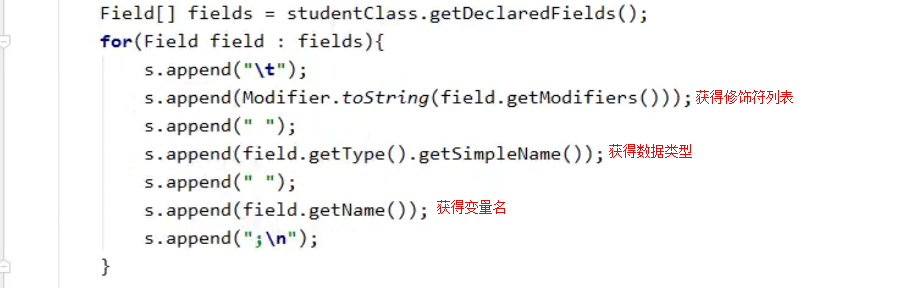 Field[] fields = studentClass.getDeclaredFields();
for(Field field : fields){
s.append("\t");
s.append(Modifier.toString(field.getModifiers())); 获得修饰符列表
s.append(" ");
s.append(field.getType().getSimpleName()); 获得数据类型
s.append(" ");
s.append(field.getName()); 获得变量名
s.append(";\n");
}